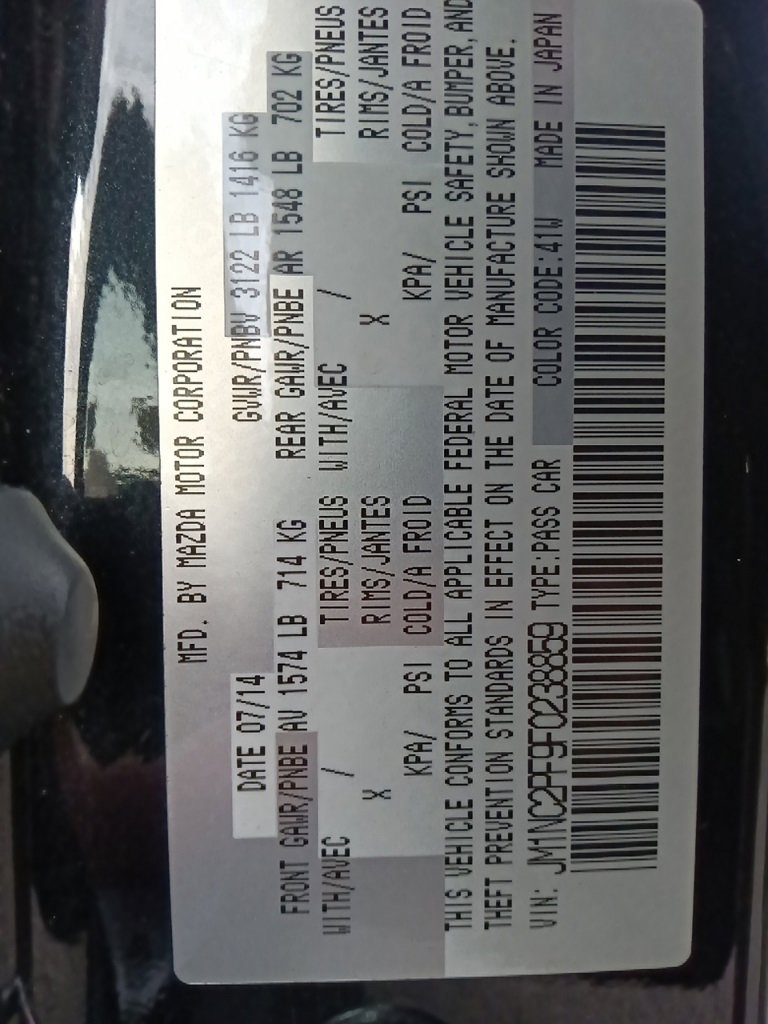 MFD. BY MAZDA MOTOR CORPORATION
DATE 07/14 GVWR/PNBV 3122 LB 1416 KG
FRONT GAWR/PNBE AV 1574 LB 714 KG REAR GAWR/PNBE AR 1548 LB 702 KG
WITH/AVEC / TIRES/PNEUS WITH/AVEC / TIRES/PNEUS
X RIMS/JANTES X RIMS/JANTES
KPA/ PSI COLD/A FROID KPA/ PSI COLD/A FROID
THIS VEHICLE CONFORMS TO ALL APPLICABLE FEDERAL MOTOR VEHICLE SAFETY, BUMPER, AND
THEFT PREVENTION STANDARDS IN EFFECT ON THE DATE OF MANUFACTURE SHOWN ABOVE.
VIN: JM1NC2PF9F0238859 TYPE:PASS CAR COLOR CODE:41W MADE IN JAPAN